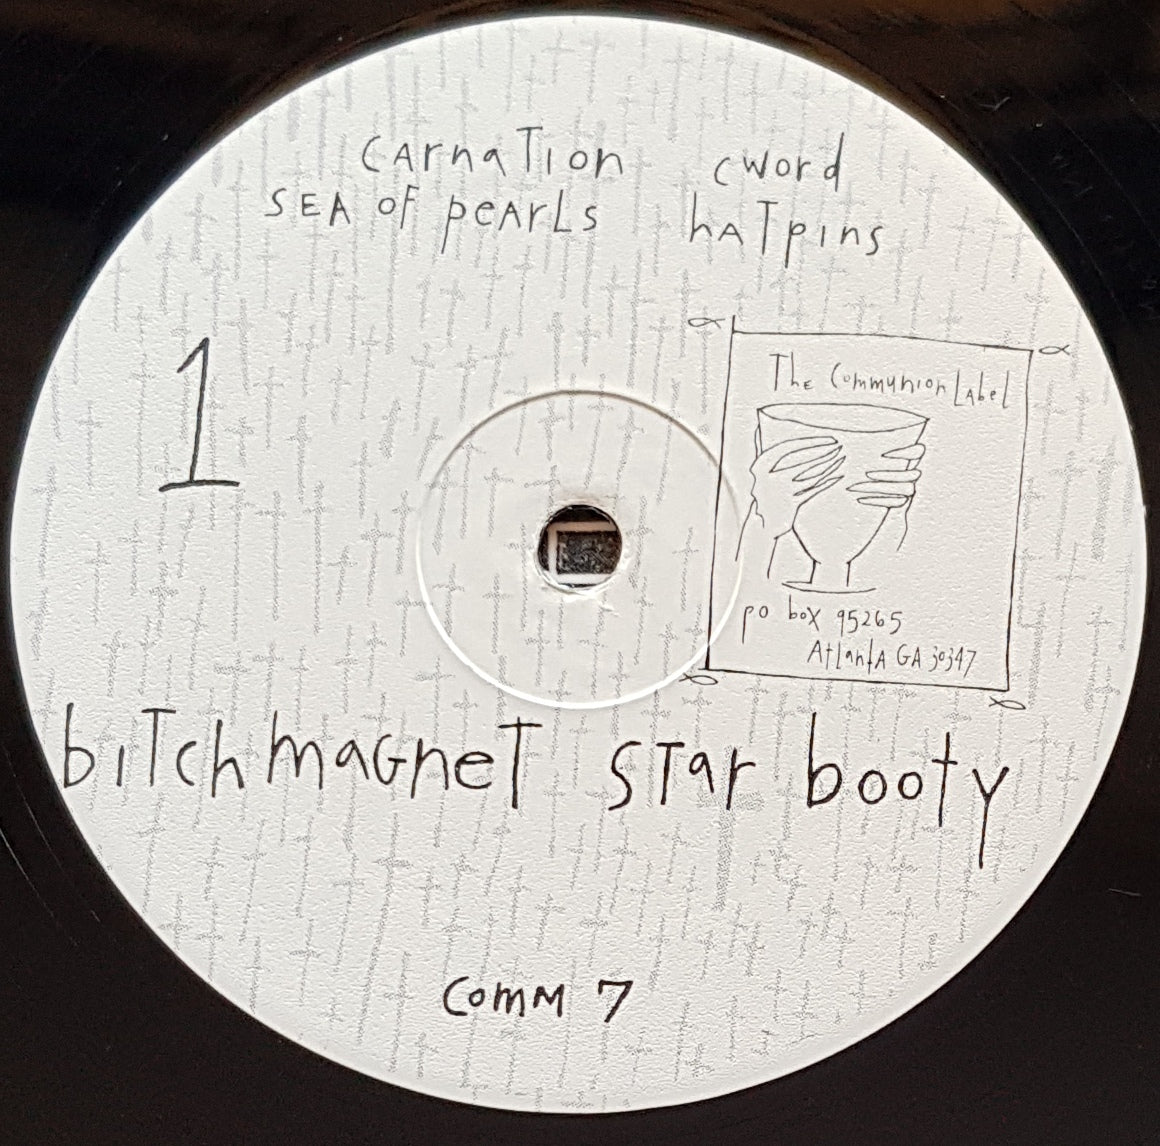 cArnaTion cword
SEA of peArLs hATpins
1
ThE CommunionLAbeL
po box 95265
AtlantA GA 30347
biTchmaGneT STar booty
ComM 7